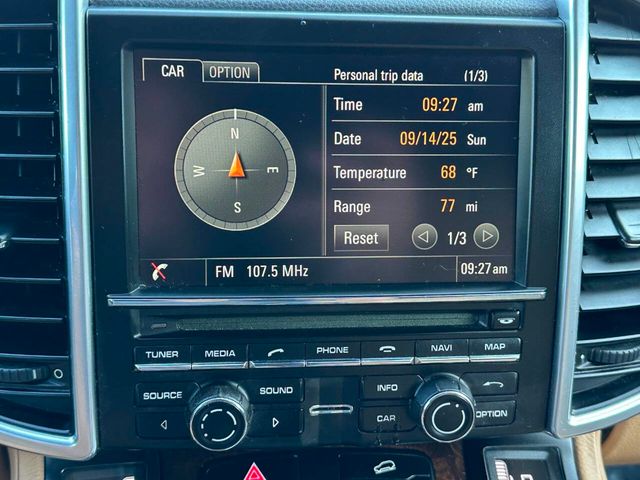 CAR OPTION Personal trip data (1/3)
Time 09:27 am
Date 09/14/25 Sun
Temperature 68 °F
Range 77 mi
Reset 1/3
N
W E
S
FM 107.5 MHz 09:27 am
TUNER MEDIA PHONE NAVI MAP
SOURCE SOUND INFO
CAR OPTION